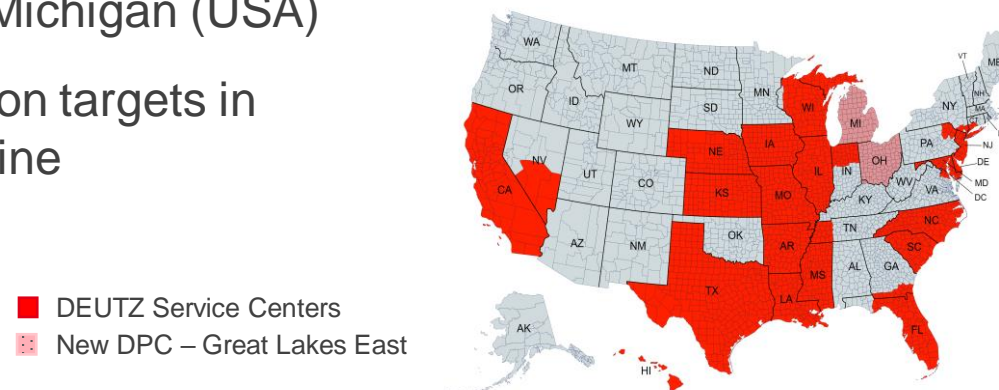 Michigan (USA)
on targets in
ine
DEUTZ Service Centers
New DPC – Great Lakes East
WA
OR
ID
MT
ND
MN
SD
WY
NV
UT
CO
CA
AZ
NM
NE
KS
OK
TX
IA
MO
AR
LA
WI
IL
MI
IN
OH
KY
TN
MS
AL
GA
FL
SC
NC
VA
WV
PA
NY
VT
NH
MA
CT
ME
NJ
DE
MD
DC
AK
HI